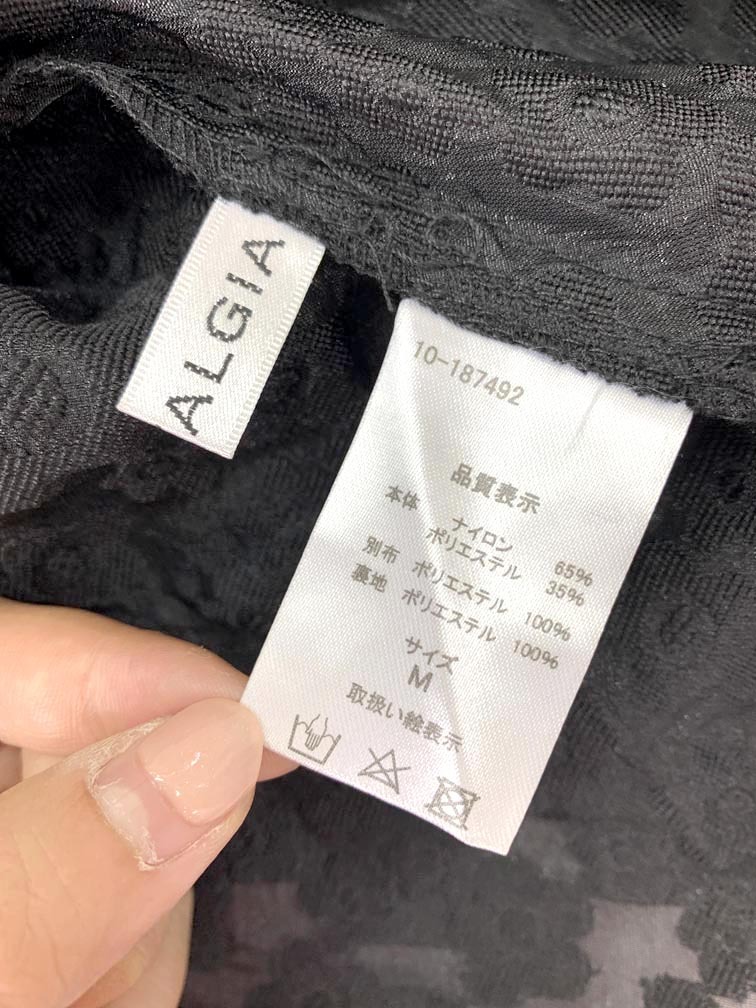 ALGIA
10-187492
品質表示
本体 ナイロン 65%
ポリエステル 35%
別布 ポリエステル 100%
裏地 ポリエステル 100%
サイズ
M
取扱い絵表示